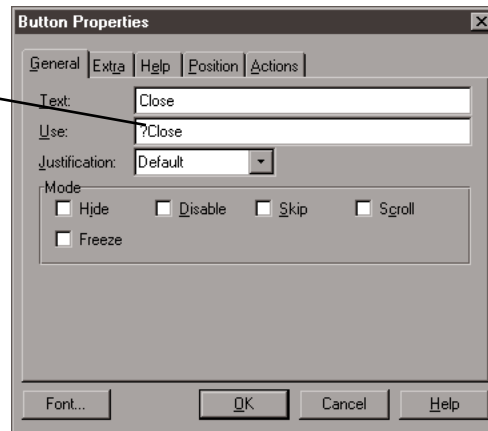 Button Properties
General Extra Help Position Actions
Text: Close
Use: ?Close
Justification: Default
Mode
Hide Disable Skip Scroll
Freeze
Font... OK Cancel Help